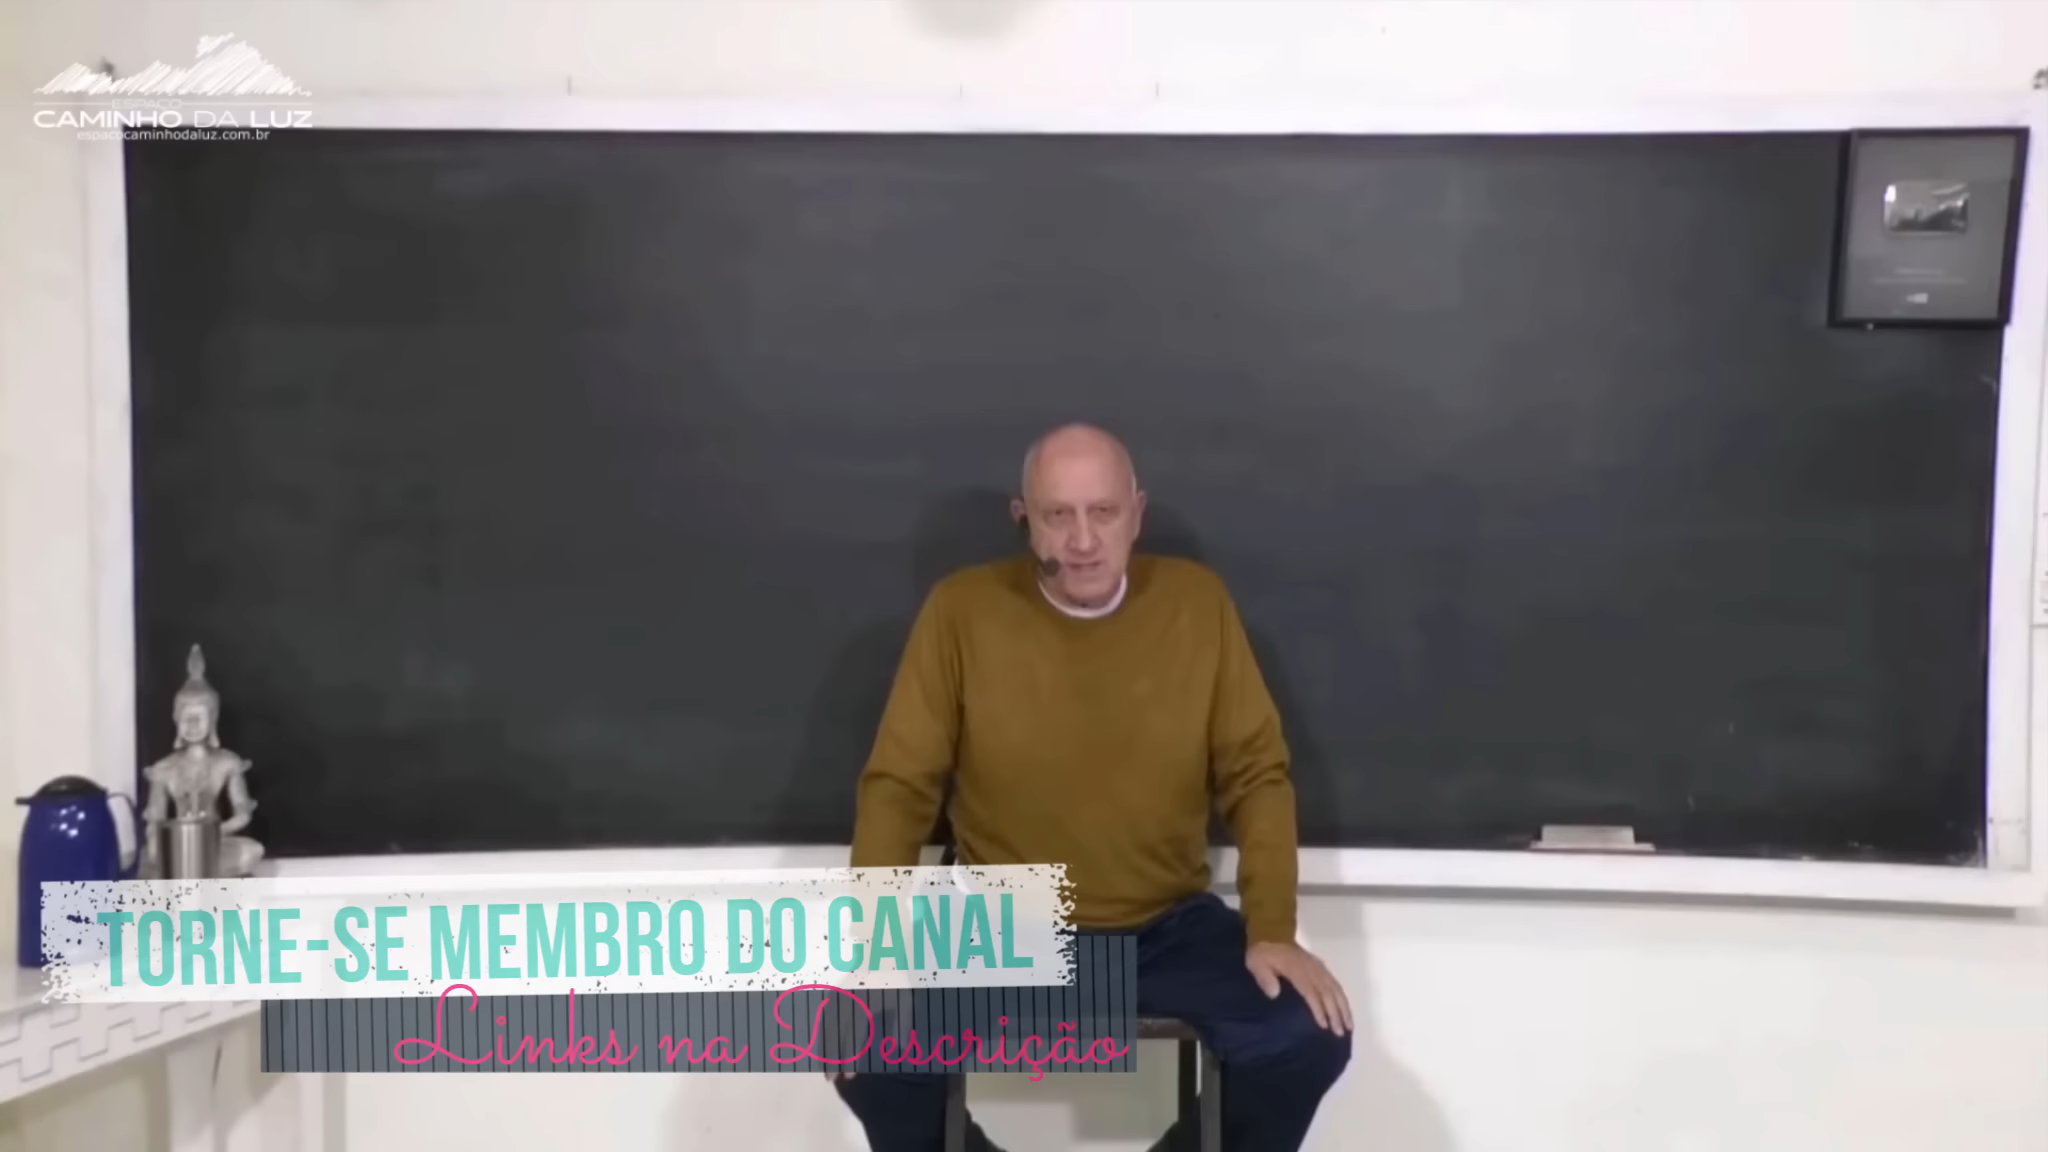 ESPAÇO
CAMINHO DA LUZ
espacocaminhodaluz.com.br
TORNE-SE MEMBRO DO CANAL
Links na Descrição